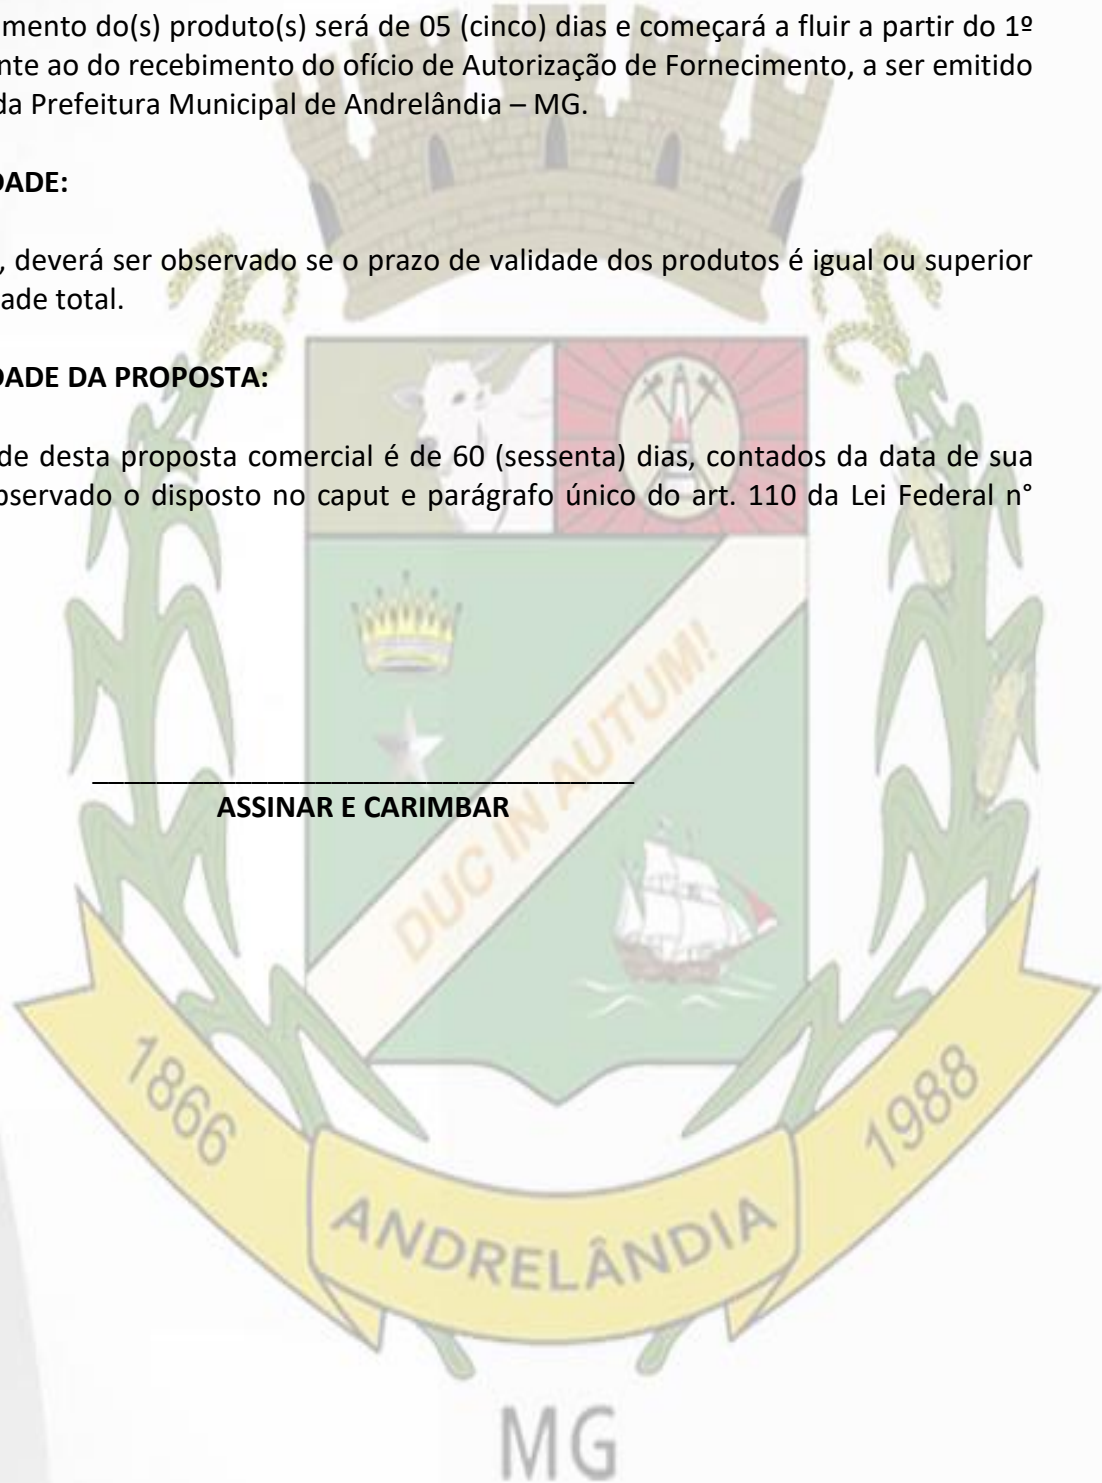 mento do(s) produto(s) será de 05 (cinco) dias e começará a fluir a partir do 1º
nte ao do recebimento do ofício de Autorização de Fornecimento, a ser emitido
da Prefeitura Municipal de Andrelândia – MG.
DADE:
, deverá ser observado se o prazo de validade dos produtos é igual ou superior
ade total.
DADE DA PROPOSTA:
de desta proposta comercial é de 60 (sessenta) dias, contados da data de sua
bservado o disposto no caput e parágrafo único do art. 110 da Lei Federal n°
DUC IN AUTUM!
ASSINAR E CARIMBAR
1866
ANDRELÂNDIA
1988
MG